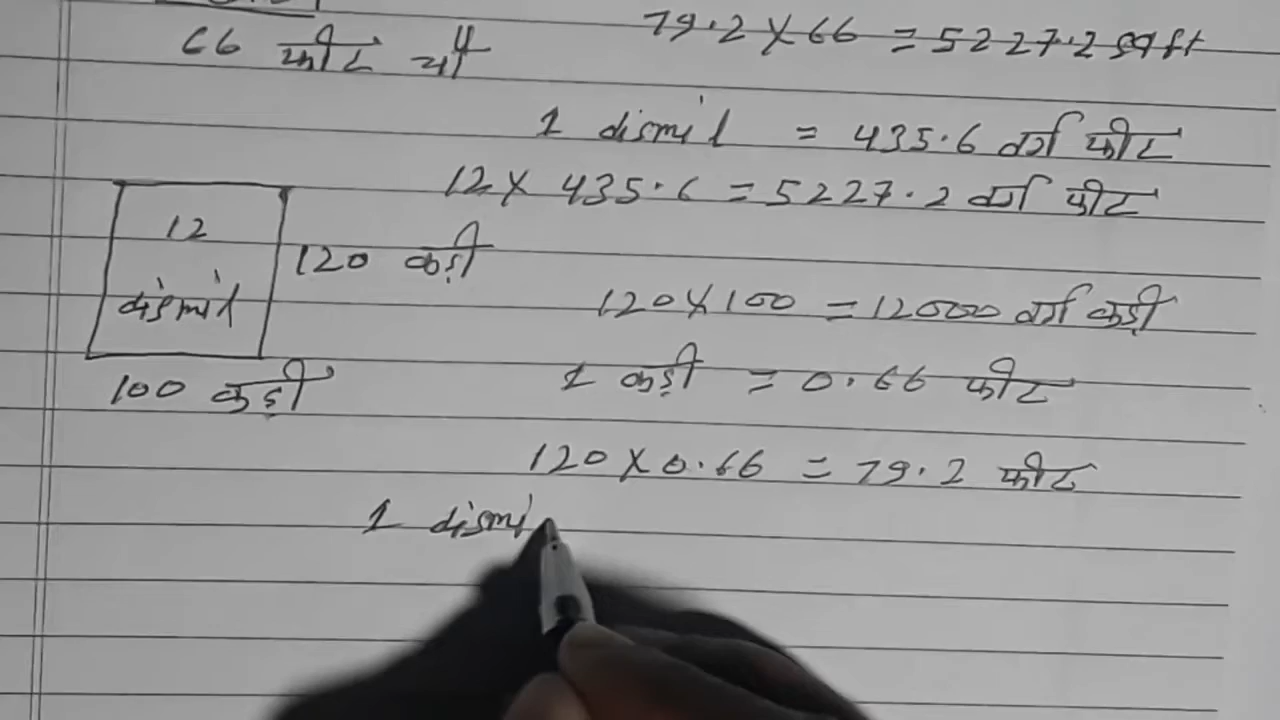 66 फीट चौ
79.2 X 66 = 5227.2 sqft
1 dismil = 435.6 वर्ग फीट
12 X 435.6 = 5227.2 वर्ग फीट
12
dismil
120 कड़ी
100 कड़ी
120 X 100 = 12000 वर्ग कड़ी
1 कड़ी = 0.66 फीट
120 X 0.66 = 79.2 फीट
1 dismi